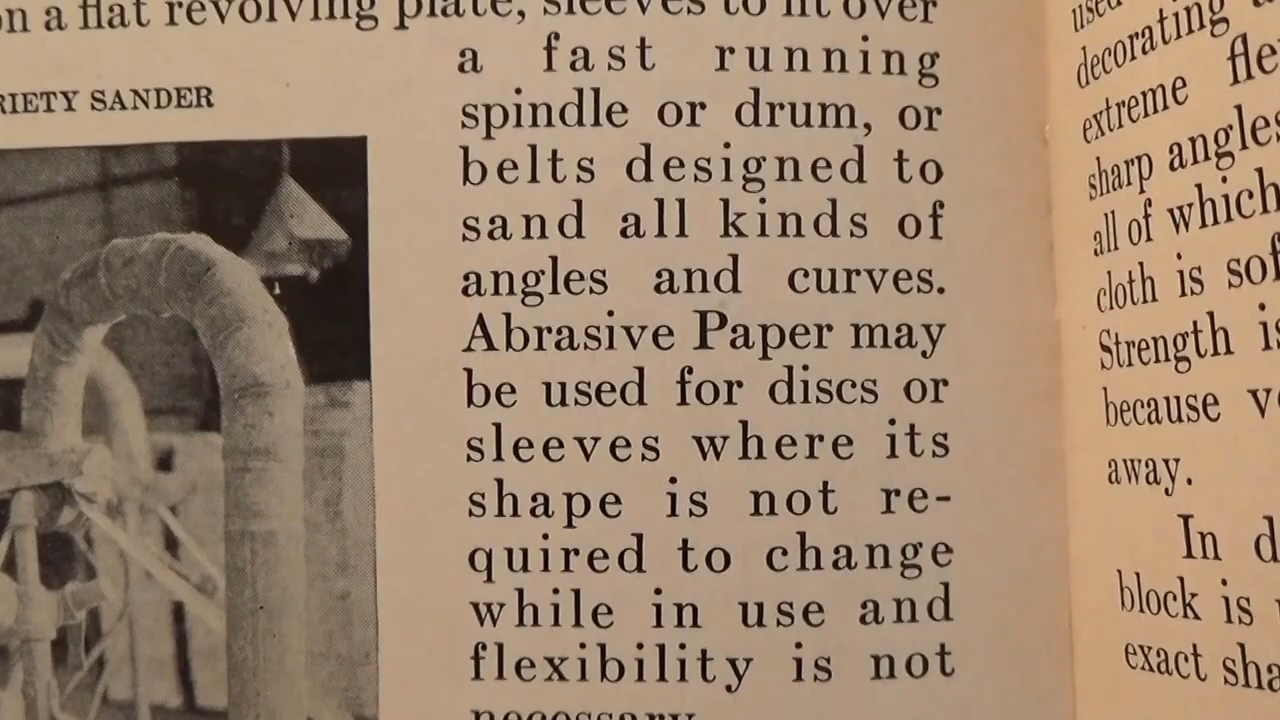 on a flat revolving plate, sleeves to fit over
RIETY SANDER
a fast running
spindle or drum, or
belts designed to
sand all kinds of
angles and curves.
Abrasive Paper may
be used for discs or
sleeves where its
shape is not re-
quired to change
while in use and
flexibility is not
necessary.
used
decorating
extreme fle
sharp angles
all of which
cloth is sof
Strength is
because ve
away.
In d
block is
exact sha